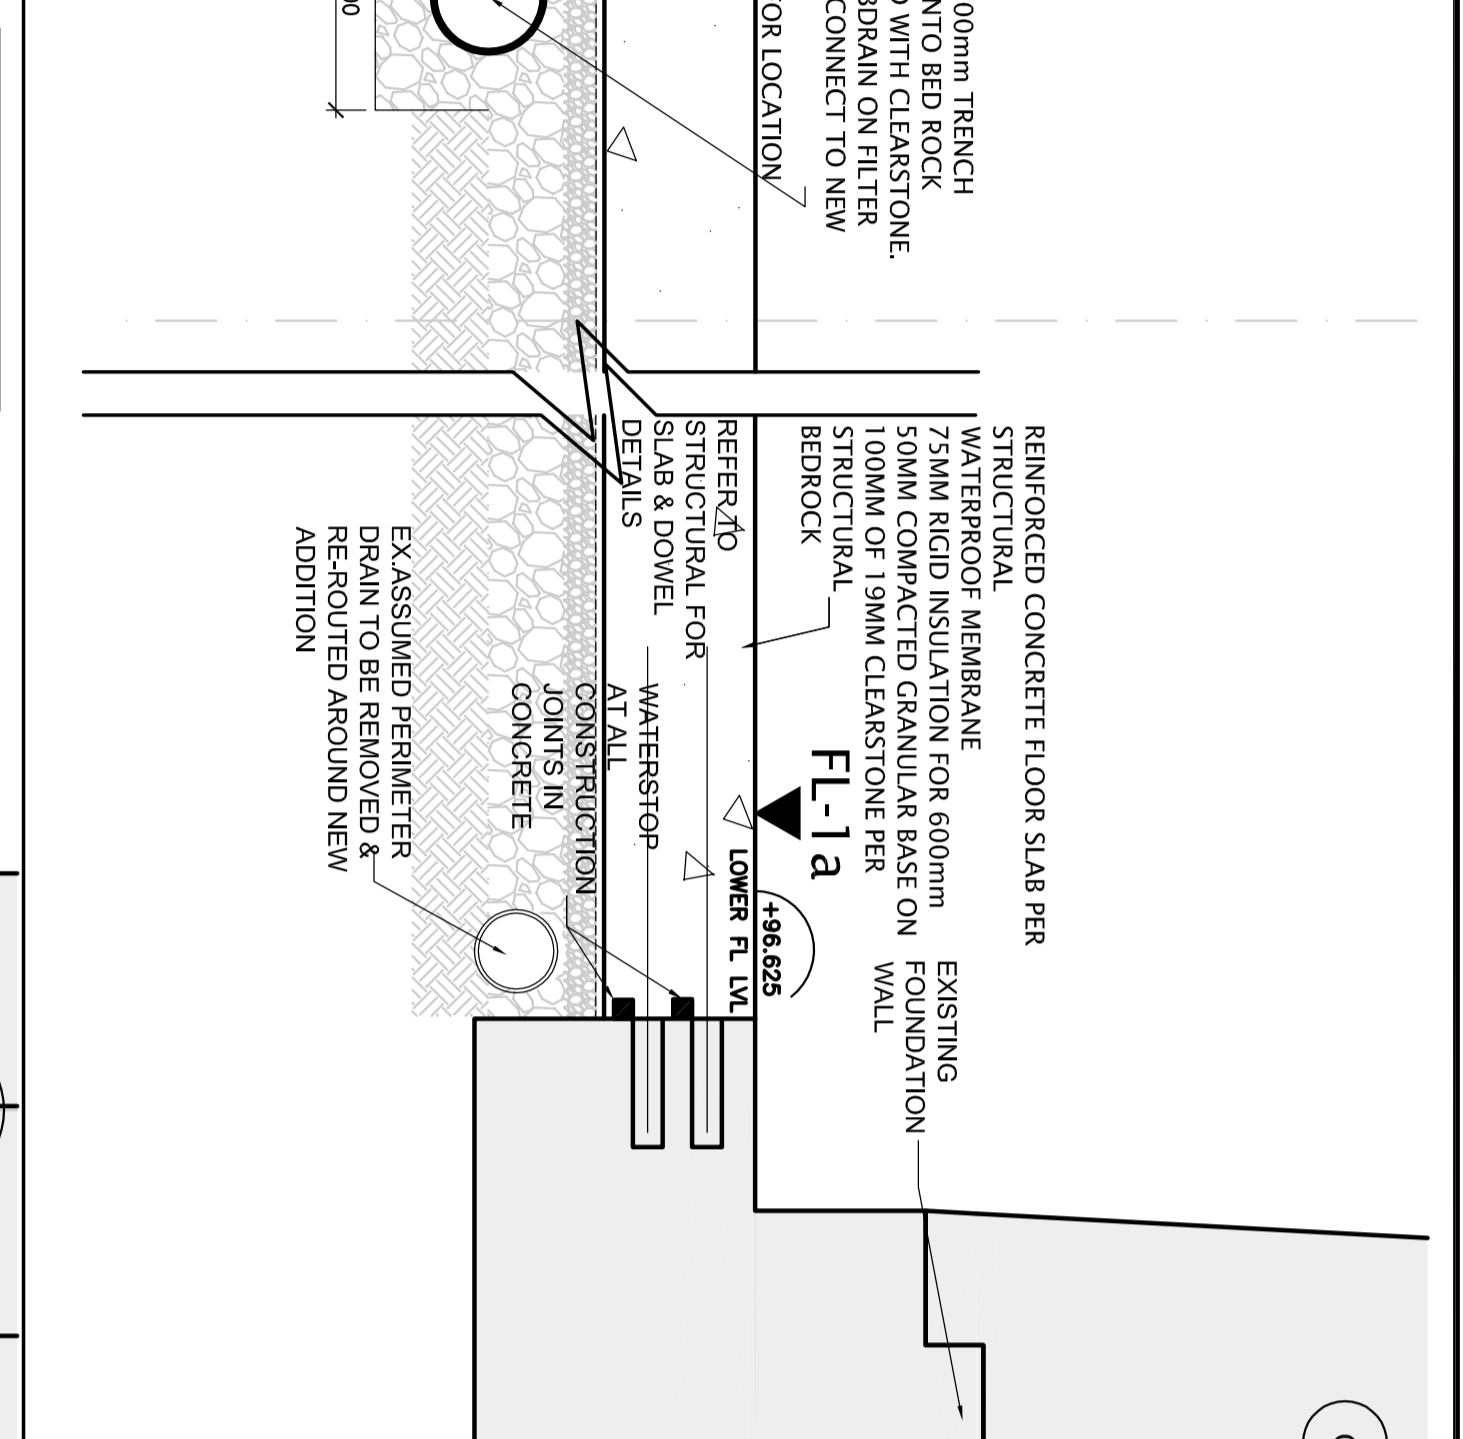 00mm TRENCH
NTO BED ROCK
WITH CLEARSTONE.
BDRAIN ON FILTER
CONNECT TO NEW
OR LOCATION
00
REINFORCED CONCRETE FLOOR SLAB PER
STRUCTURAL
WATERPROOF MEMBRANE
75MM RIGID INSULATION FOR 600mm
50MM COMPACTED GRANULAR BASE ON
100MM OF 19MM CLEARSTONE PER
STRUCTURAL
BEDROCK
REFER TO
STRUCTURAL FOR
SLAB & DOWEL
DETAILS
FL-1a
+96.625
LOWER FL LVL
EXISTING
FOUNDATION
WALL
WATERSTOP
AT ALL
CONSTRUCTION
JOINTS IN
CONCRETE
EX.ASSUMED PERIMETER
DRAIN TO BE REMOVED &
RE-ROUTED AROUND NEW
ADDITION